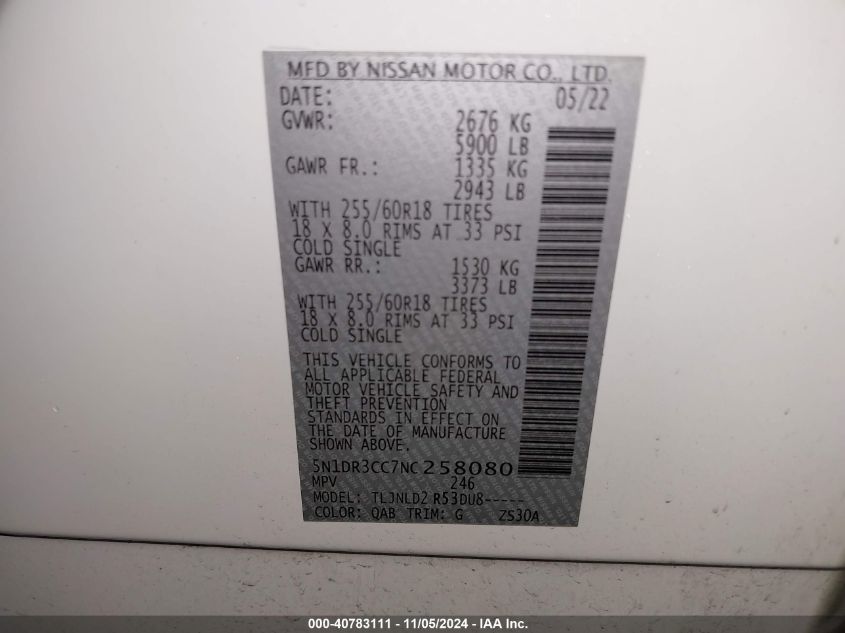 MFD BY NISSAN MOTOR CO., LTD.
DATE: 05/22
GVWR: 2676 KG
5900 LB
GAWR FR.: 1335 KG
2943 LB
WITH 255/60R18 TIRES
18 X 8.0 RIMS AT 33 PSI
COLD SINGLE
GAWR RR.: 1530 KG
3373 LB
WITH 255/60R18 TIRES
18 X 8.0 RIMS AT 33 PSI
COLD SINGLE
THIS VEHICLE CONFORMS TO
ALL APPLICABLE FEDERAL
MOTOR VEHICLE SAFETY AND
THEFT PREVENTION
STANDARDS IN EFFECT ON
THE DATE OF MANUFACTURE
SHOWN ABOVE.
5N1DR3CC7NC258080
MPV 246
MODEL: TLJNLD2 R53DU8-----
COLOR: QAB TRIM: G ZS30A
000-40783111 - 11/05/2024 - IAA Inc.